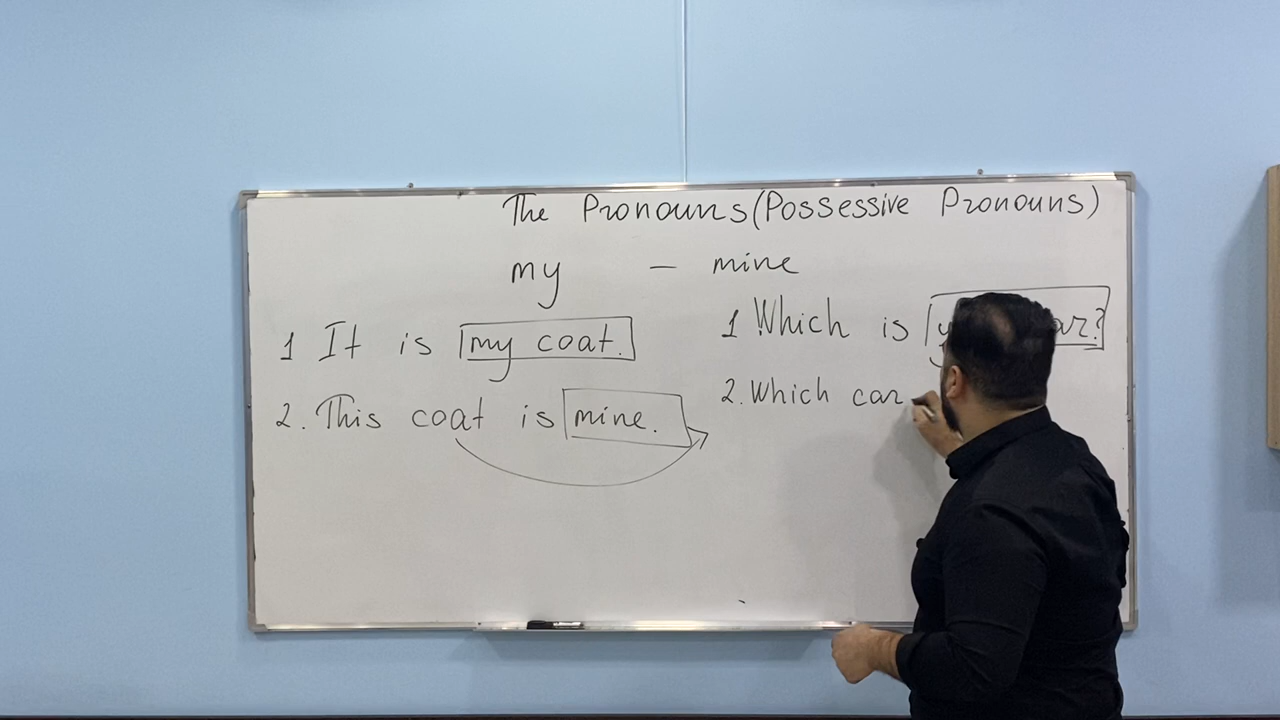 The Pronouns(Possessive Pronouns)
my — mine
1 It is my coat.
2. This coat is mine.
1 Which is
2. Which car